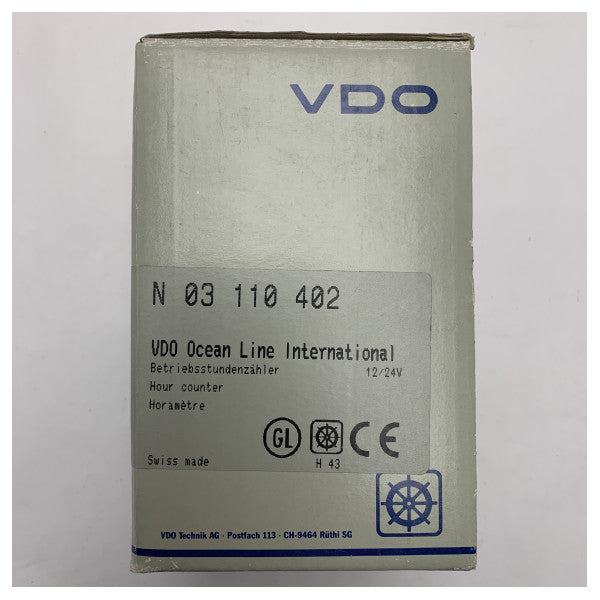 VDO
N 03 110 402
VDO Ocean Line International
Betriebsstundenzähler 12/24V
Hour counter
Horamètre
GL CE
Swiss made H 43
VDO Technik AG · Postfach 113 · CH-9464 Rüthi SG